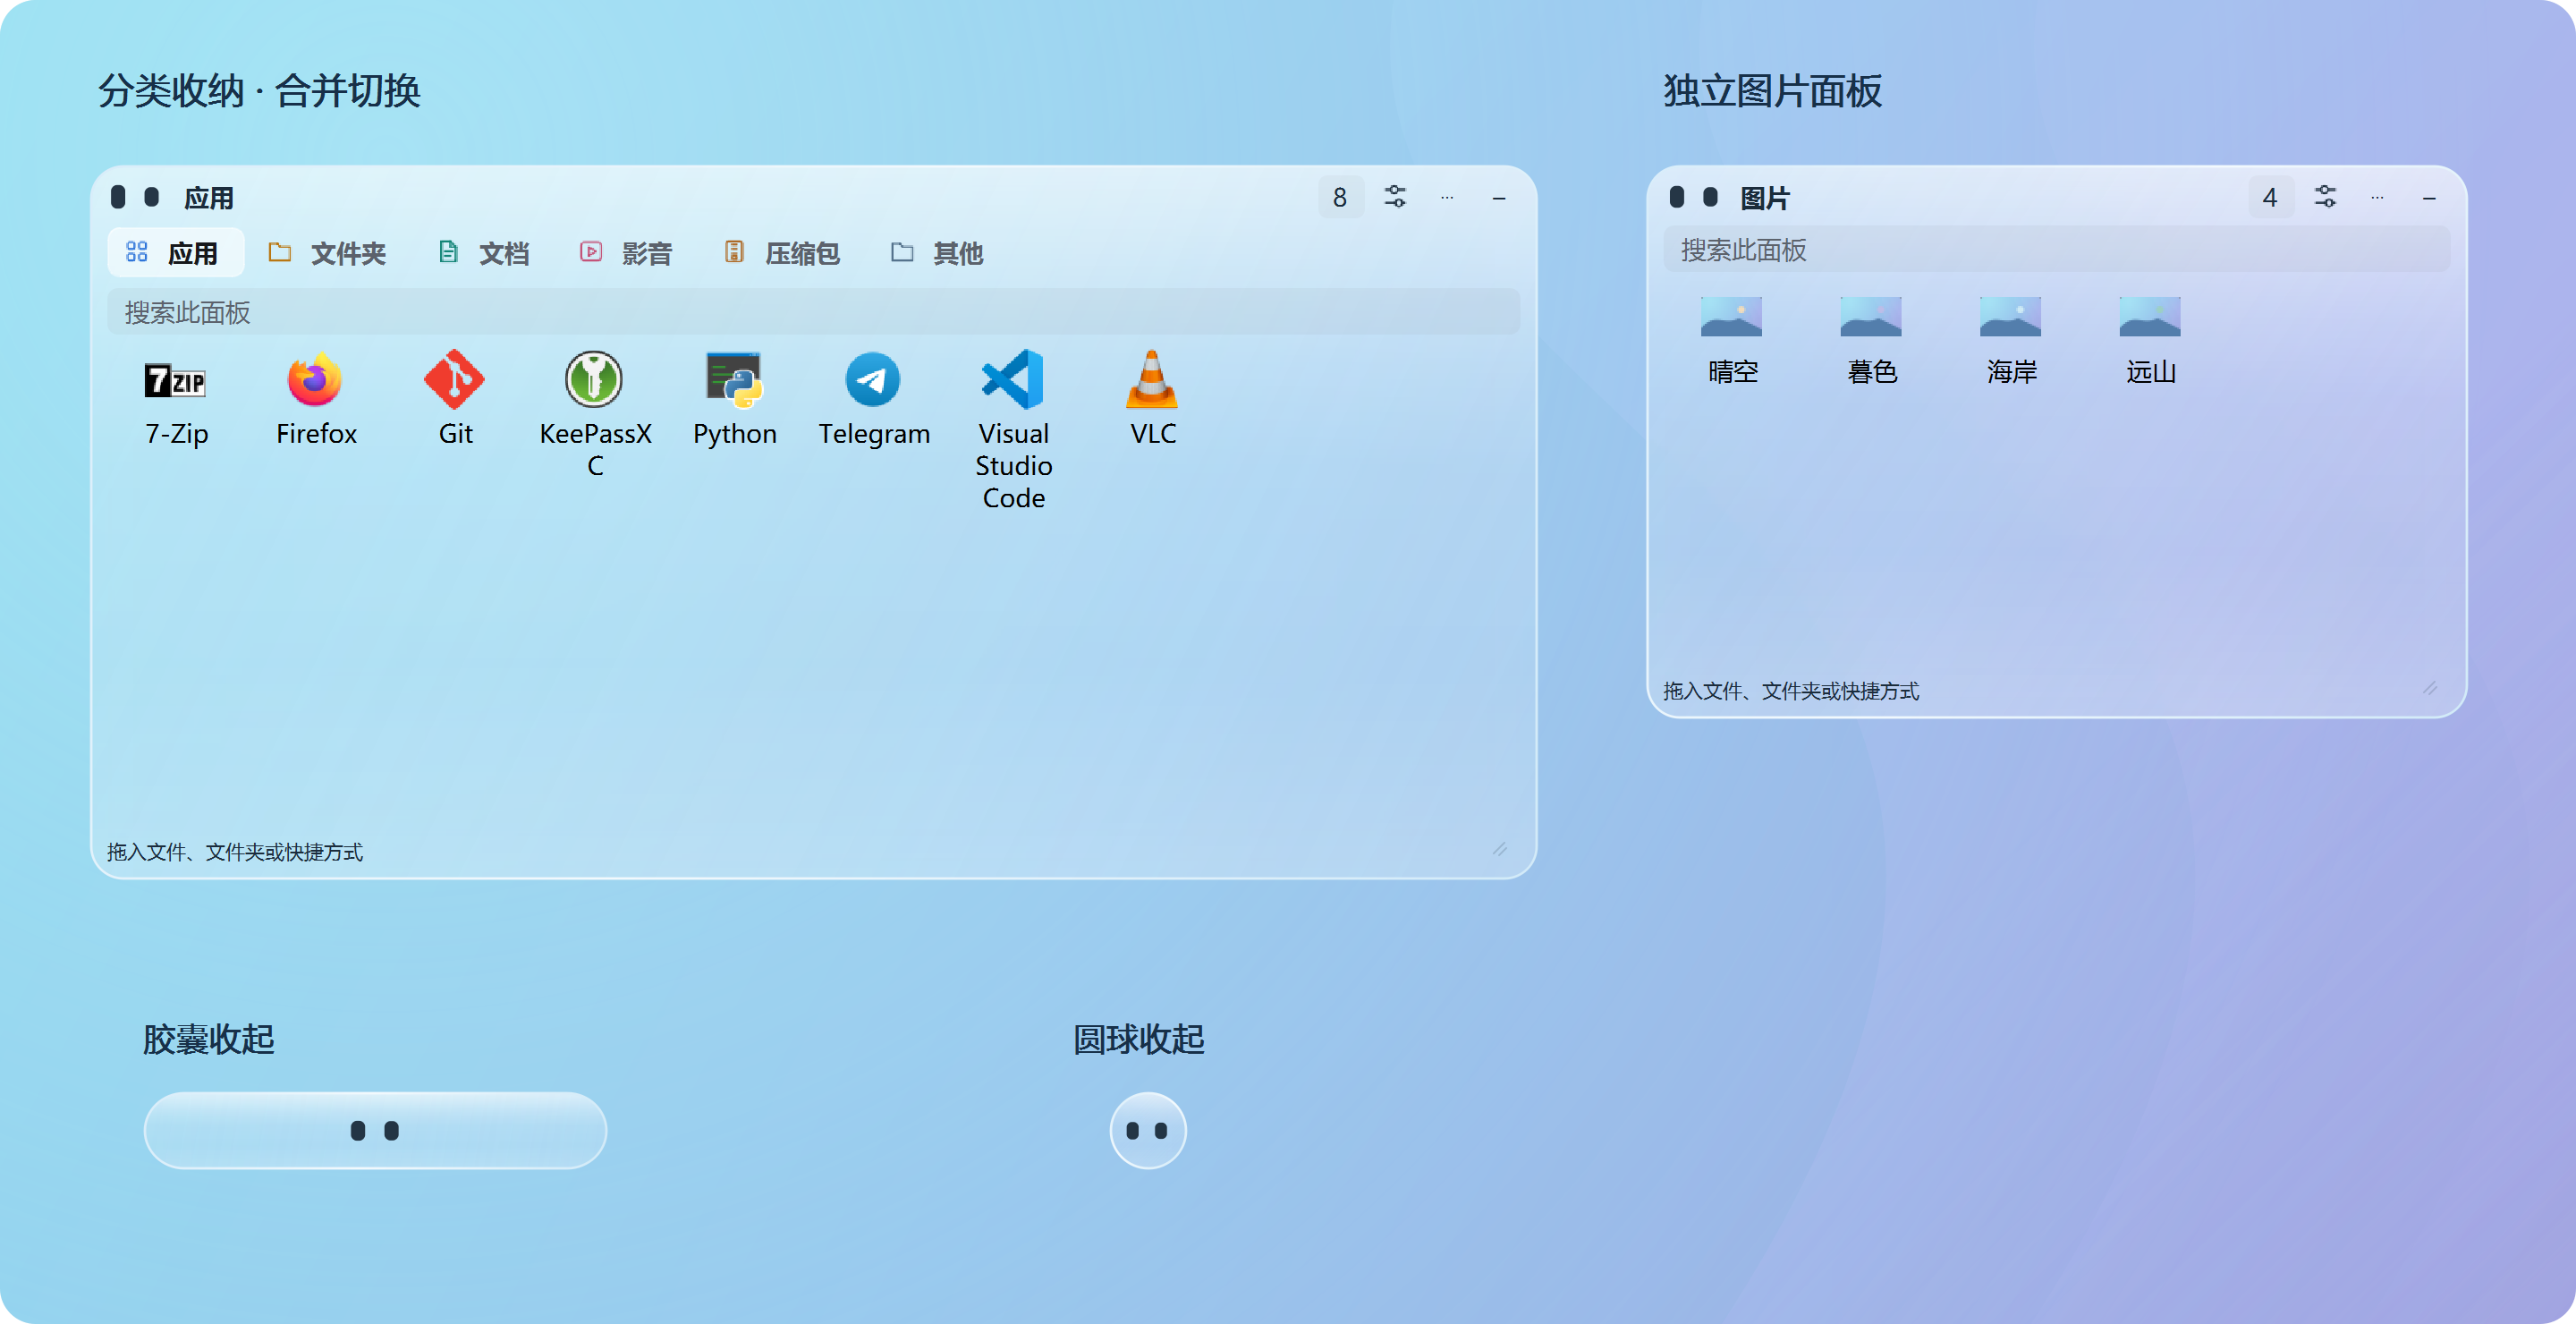 分类收纳 · 合并切换
应用
8
应用
文件夹
文档
影音
压缩包
其他
搜索此面板
7ZIP
7-Zip
Firefox
Git
KeePassX
C
Python
Telegram
Visual
Studio
Code
VLC
拖入文件、文件夹或快捷方式
独立图片面板
图片
4
搜索此面板
晴空
暮色
海岸
远山
拖入文件、文件夹或快捷方式
胶囊收起
圆球收起